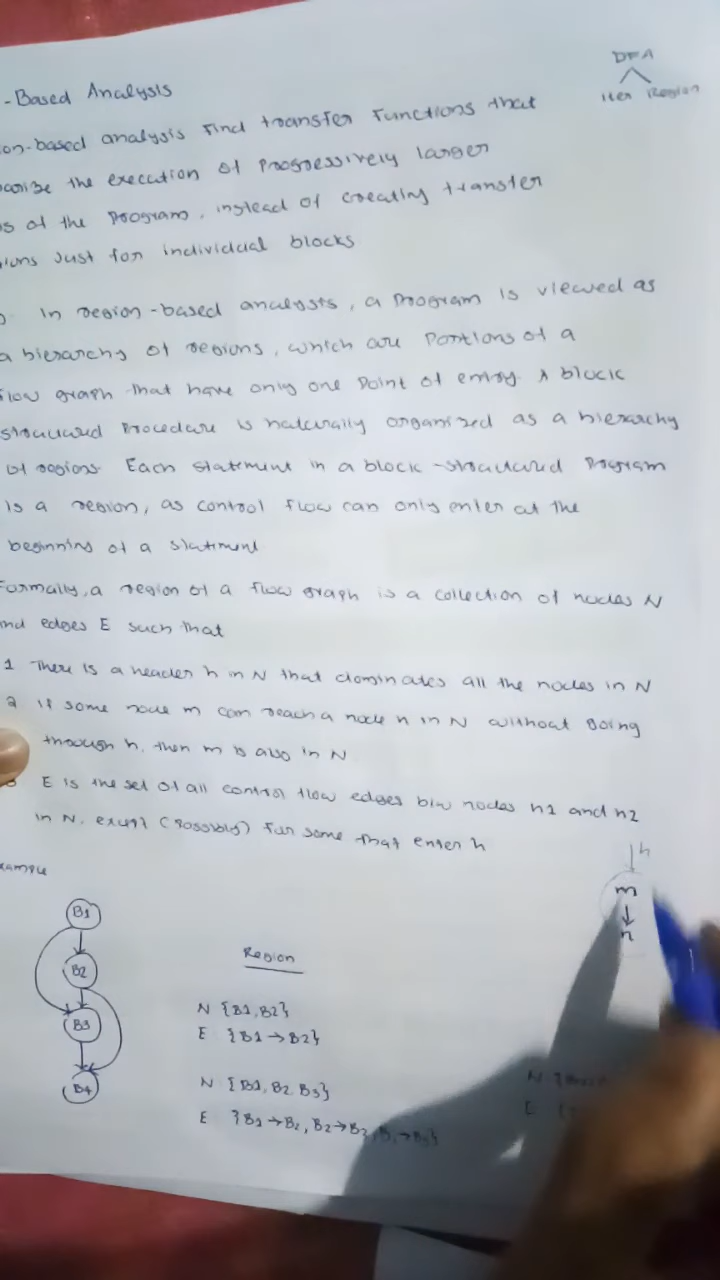 DFA
Iter Region
-Based Analysis
on-based analysis find transfer functions that
arize the execution of Progressively larger
s of the program, instead of creating transfer
ions Just for individual blocks
In region-based analysis, a program is viewed as
a hierarchy of regions, which are portions of a
flow graph that have only one point of entry. A block
structured Procedure is naturally organized as a hierarchy
of regions. Each statement in a block-structured Program
is a region, as control flow can only enter at the
beginning of a statement
Formally, a region of a flow graph is a collection of nodes N
nd edges E such that
1 There is a header h in N that dominates all the nodes in N
2 If some node m can reach a node n in N without going
through h, then m is also in N
E is the set of all control flow edges b/w nodes n1 and n2
in N. except (Possibly) for some that enter h
xample
h
m
n
B1
B2
B3
B4
Region
N {B1, B2}
E {B1→B2}
N {B1, B2 B3}
E {B1→B2, B2→B3, B1→B3}
N
E